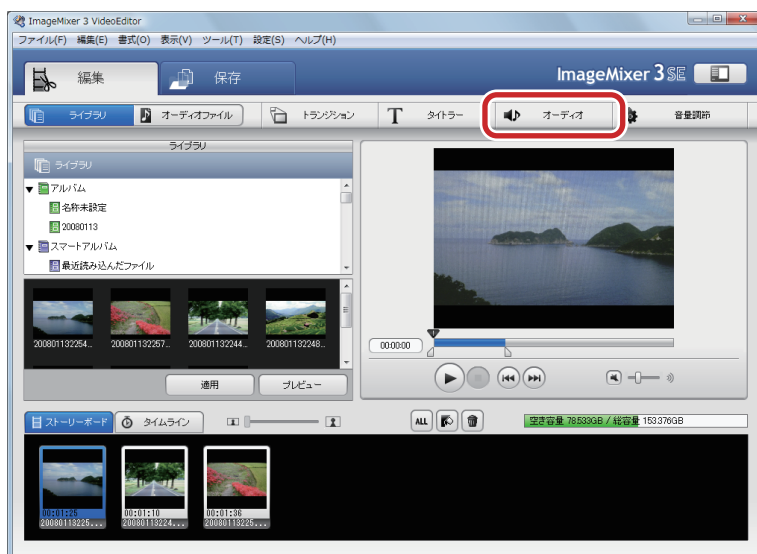 ImageMixer 3 VideoEditor
ファイル(F) 編集(E) 書式(O) 表示(V) ツール(T) 設定(S) ヘルプ(H)
編集 保存 ImageMixer 3 SE
ライブラリ オーディオファイル トランジション T タイトラー オーディオ 音量調節
ライブラリ
ライブラリ
アルバム
名称未設定
20080113
スマートアルバム
最近読み込んだファイル
200801132254... 200801132257... 200801132244... 200801132248...
00:00:00
適用 プレビュー
ストーリーボード タイムライン ALL 空き容量 78.533GB / 総容量 153.376GB
00:01:25 00:01:10 00:01:36
20080113225... 20080113224... 20080113225...